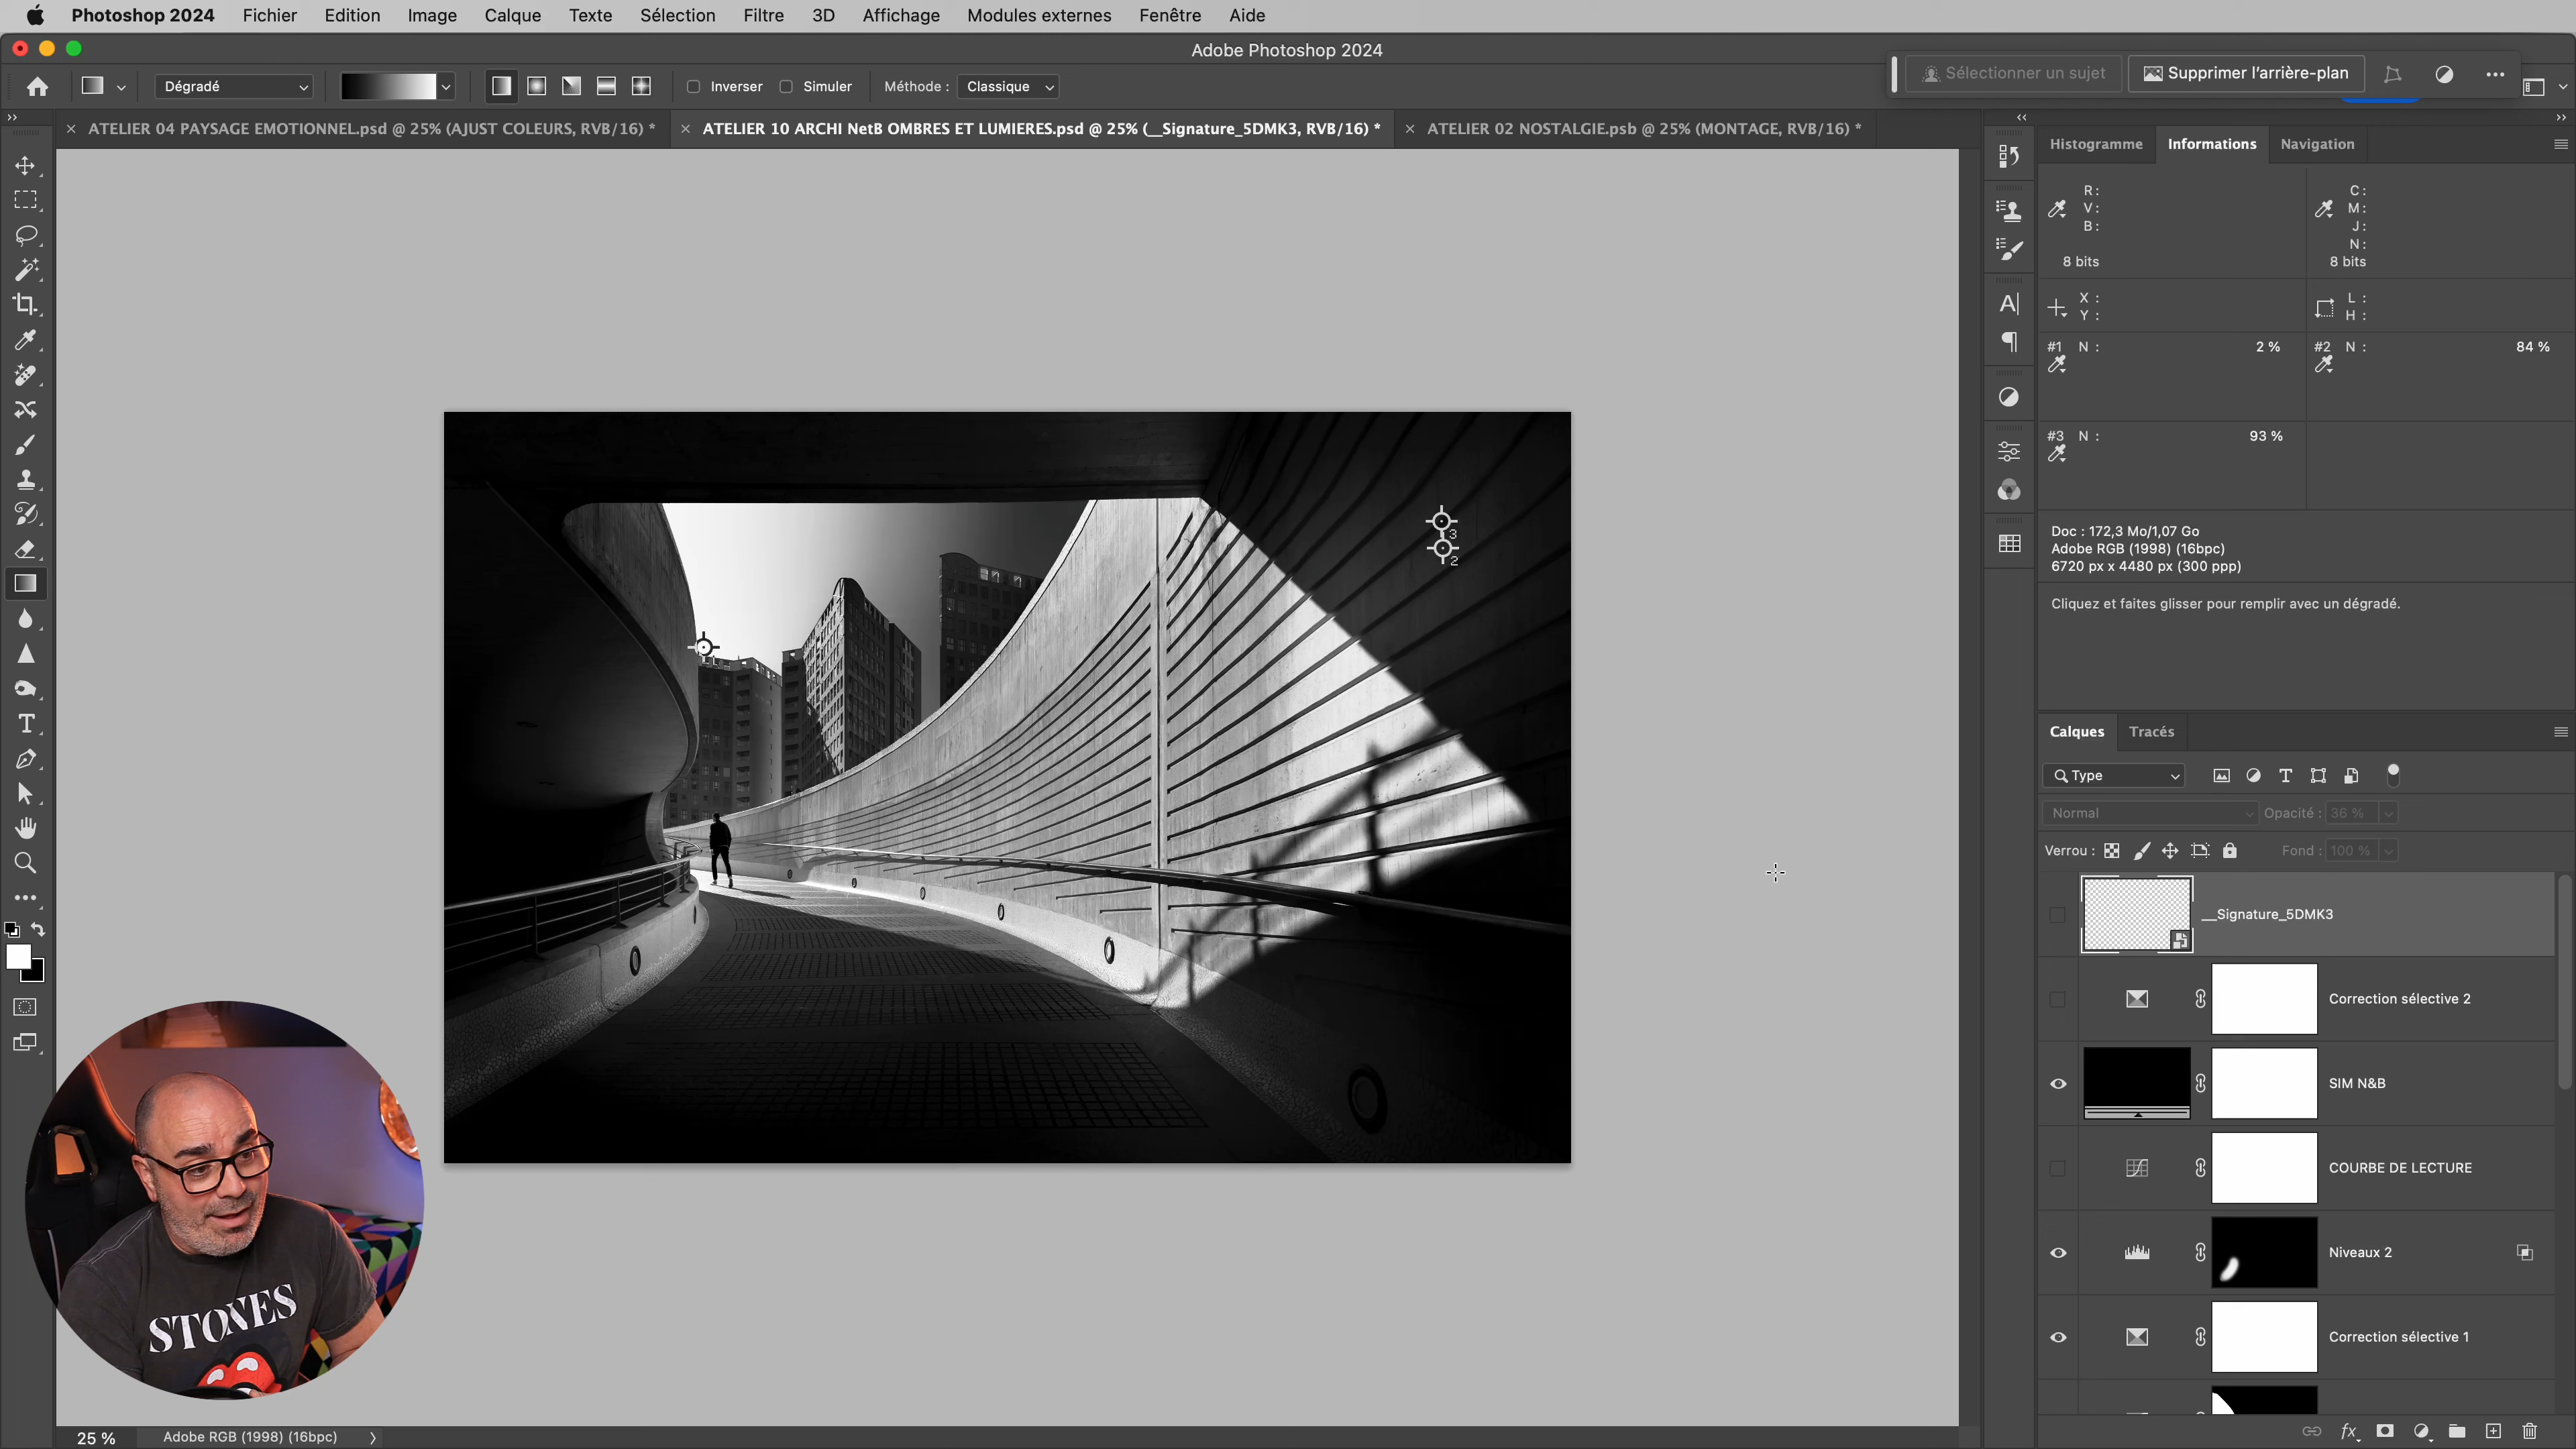 Photoshop 2024 Fichier Edition Image Calque Texte Sélection Filtre 3D Affichage Modules externes Fenêtre Aide
Adobe Photoshop 2024
Dégradé Inverser Simuler Méthode : Classique Sélectionner un sujet Supprimer l'arrière-plan
ATELIER 04 PAYSAGE EMOTIONNEL.psd @ 25% (AJUST COLEURS, RVB/16) *
ATELIER 10 ARCHI NetB OMBRES ET LUMIERES.psd @ 25% (__Signature_5DMK3, RVB/16) *
ATELIER 02 NOSTALGIE.psb @ 25% (MONTAGE, RVB/16) *
Histogramme Informations Navigation
R : C :
V : M :
B : J :
N :
8 bits 8 bits
X : L :
Y : H :
#1 N : 2 % #2 N : 84 %
#3 N : 93 %
Doc : 172,3 Mo/1,07 Go
Adobe RGB (1998) (16bpc)
6720 px x 4480 px (300 ppp)
Cliquez et faites glisser pour remplir avec un dégradé.
3
2
Calques Tracés
Type
Normal Opacité : 36 %
Verrou : Fond : 100 %
__Signature_5DMK3
Correction sélective 2
SIM N&B
COURBE DE LECTURE
Niveaux 2
Correction sélective 1
STONES
25 % Adobe RGB (1998) (16bpc)
fx